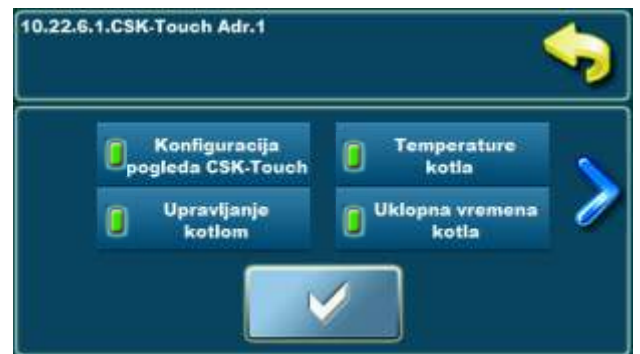 10.22.6.1.CSK-Touch Adr.1
Konfiguracija
pogleda CSK-Touch
Temperature
kotla
Upravljanje
kotlom
Uklopna vremena
kotla